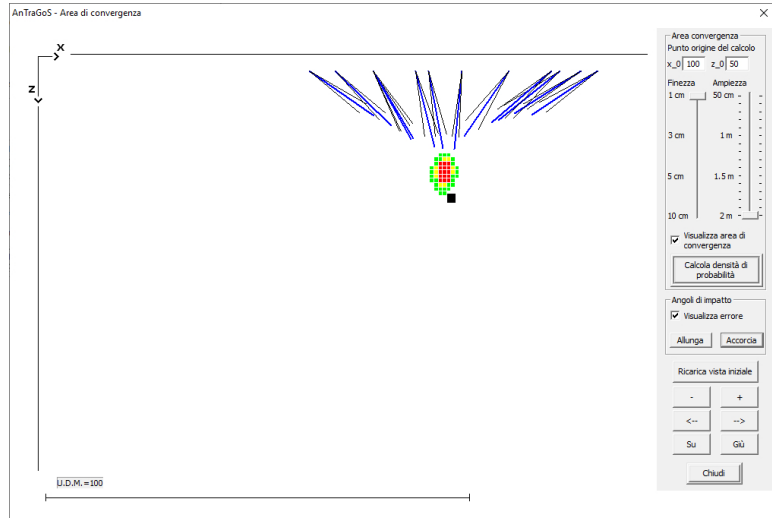 AnTraGoS - Area di convergenza
X
Z
U.D.M.=100
Area convergenza
Punto origine del calcolo
x_0 100 z_0 50
Finezza Ampiezza
1 cm 50 cm
3 cm 1 m
5 cm 1.5 m
10 cm 2 m
Visualizza area di
convergenza
Calcola densità di
probabilità
Angoli di impatto
Visualizza errore
Allunga Accorcia
Ricarica vista iniziale
- +
<-- -->
Su Giù
Chiudi